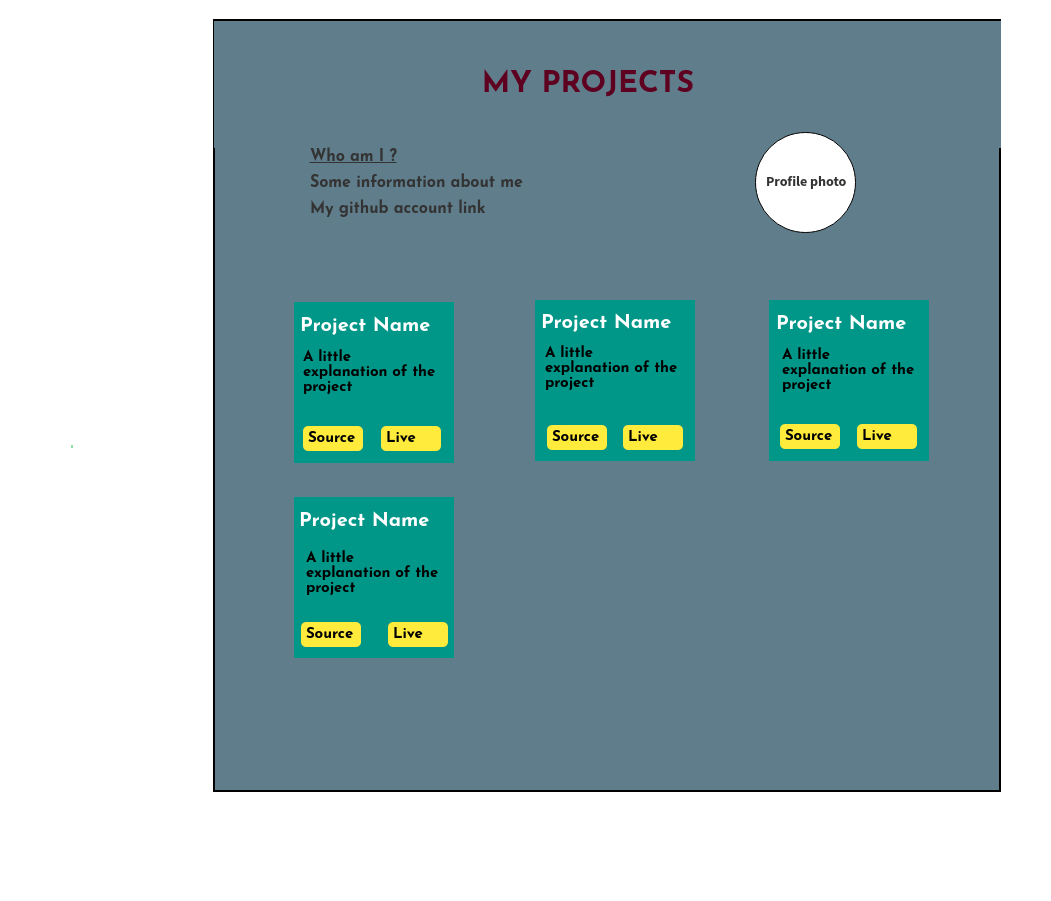 MY PROJECTS
Who am I ?
Some information about me
My github account link
Profile photo
Project Name
A little
explanation of the
project
Source
Live
Project Name
A little
explanation of the
project
Source
Live
Project Name
A little
explanation of the
project
Source
Live
Project Name
A little
explanation of the
project
Source
Live